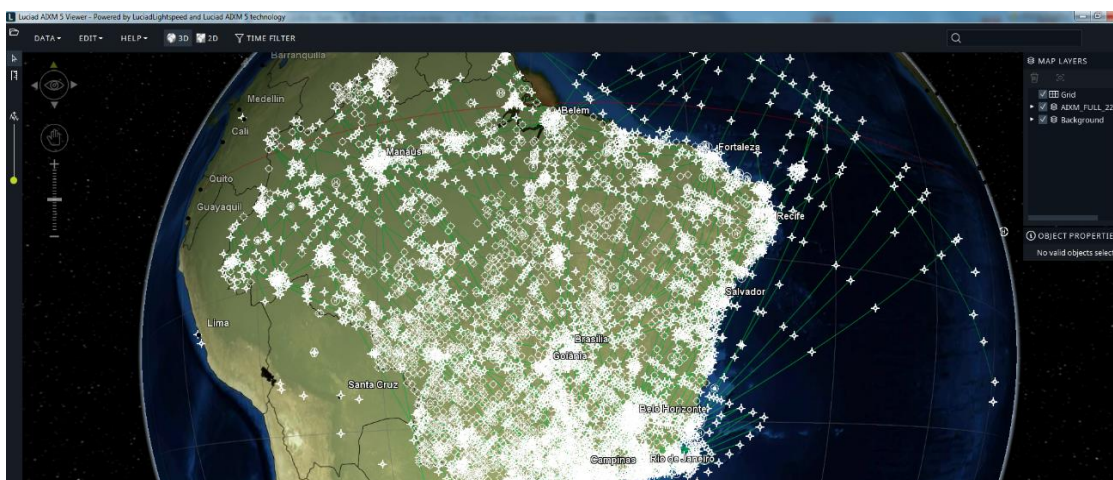 Luciad AIXM 5 Viewer - Powered by LuciadLightspeed and Luciad AIXM 5 technology
DATA EDIT HELP 3D 2D TIME FILTER
MAP LAYERS
Grid
AIXM_FULL_22
Background
OBJECT PROPERTIE
No valid objects select
Barranquilla
Medellin
Cali
Quito
Guayaquil
Belém
Manaus
Fortaleza
Recife
Salvador
Lima
Brasília
Goiânia
Santa Cruz
Belo Horizonte
Campinas
Rio de Janeiro